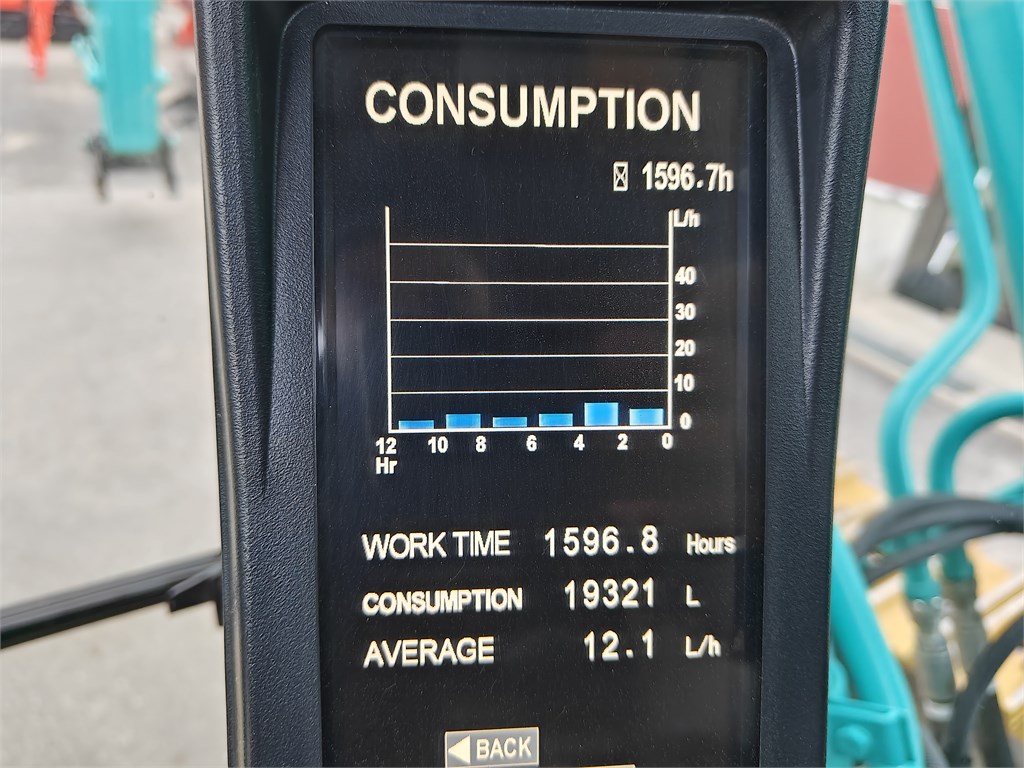 CONSUMPTION
1596.7h
L/h
40
30
20
10
0
12 10 8 6 4 2 0
Hr
WORK TIME 1596.8 Hours
CONSUMPTION 19321 L
AVERAGE 12.1 L/h
BACK